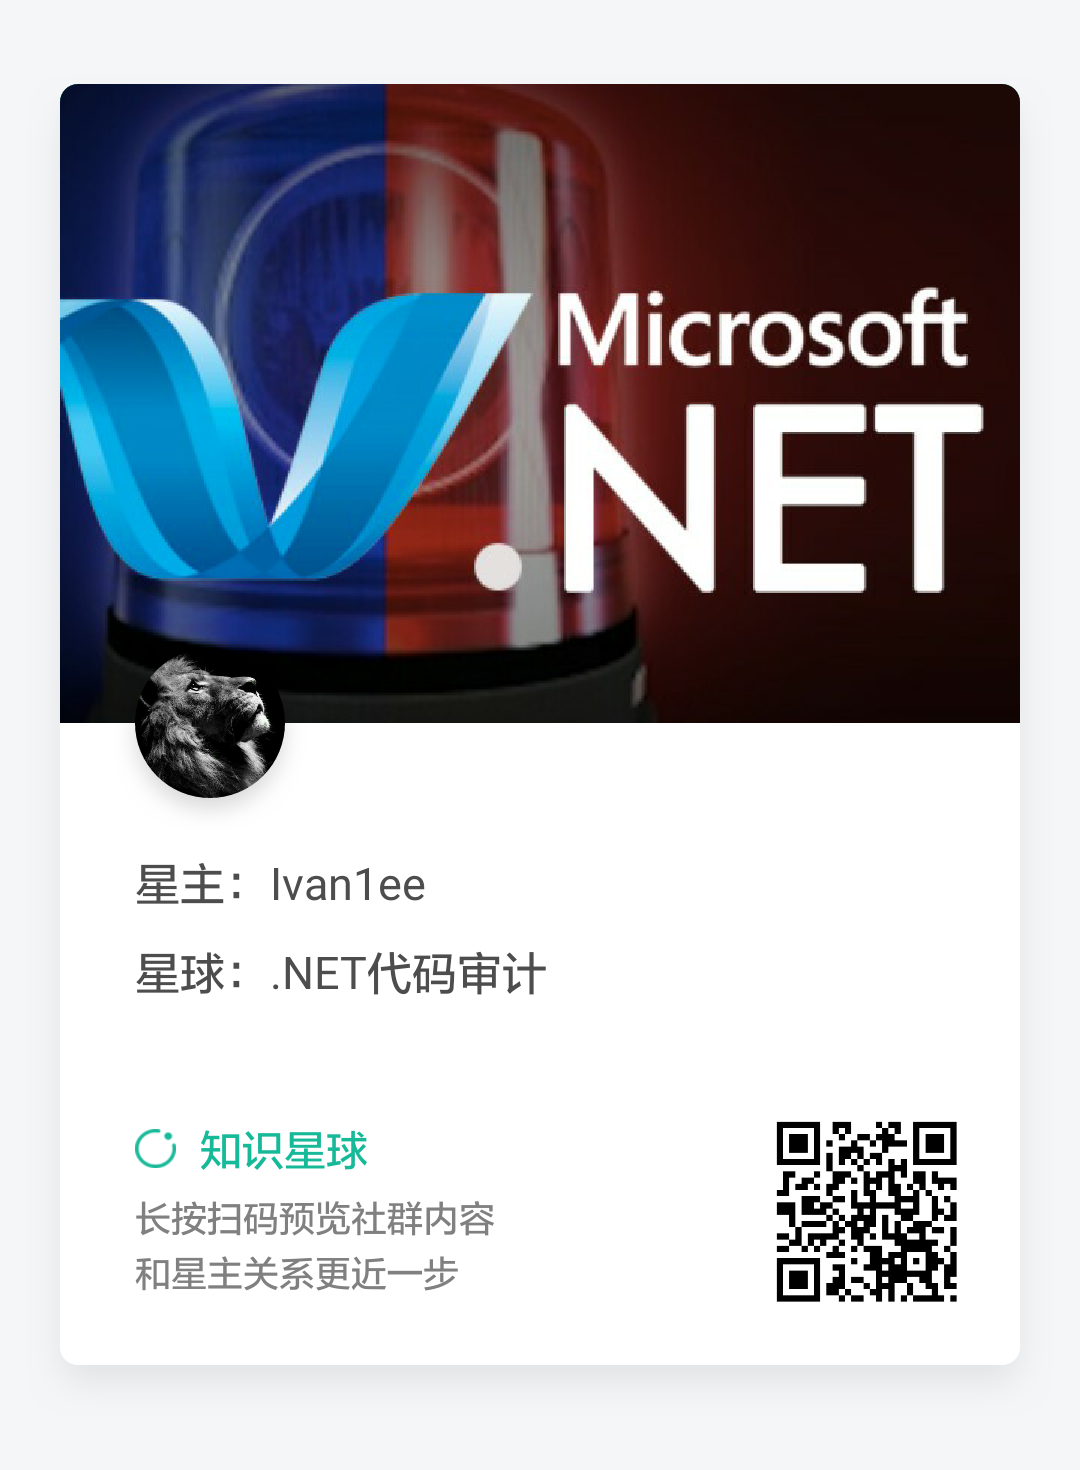 Microsoft
.NET
星主：Ivan1ee
星球：.NET代码审计
知识星球
长按扫码预览社群内容
和星主关系更近一步